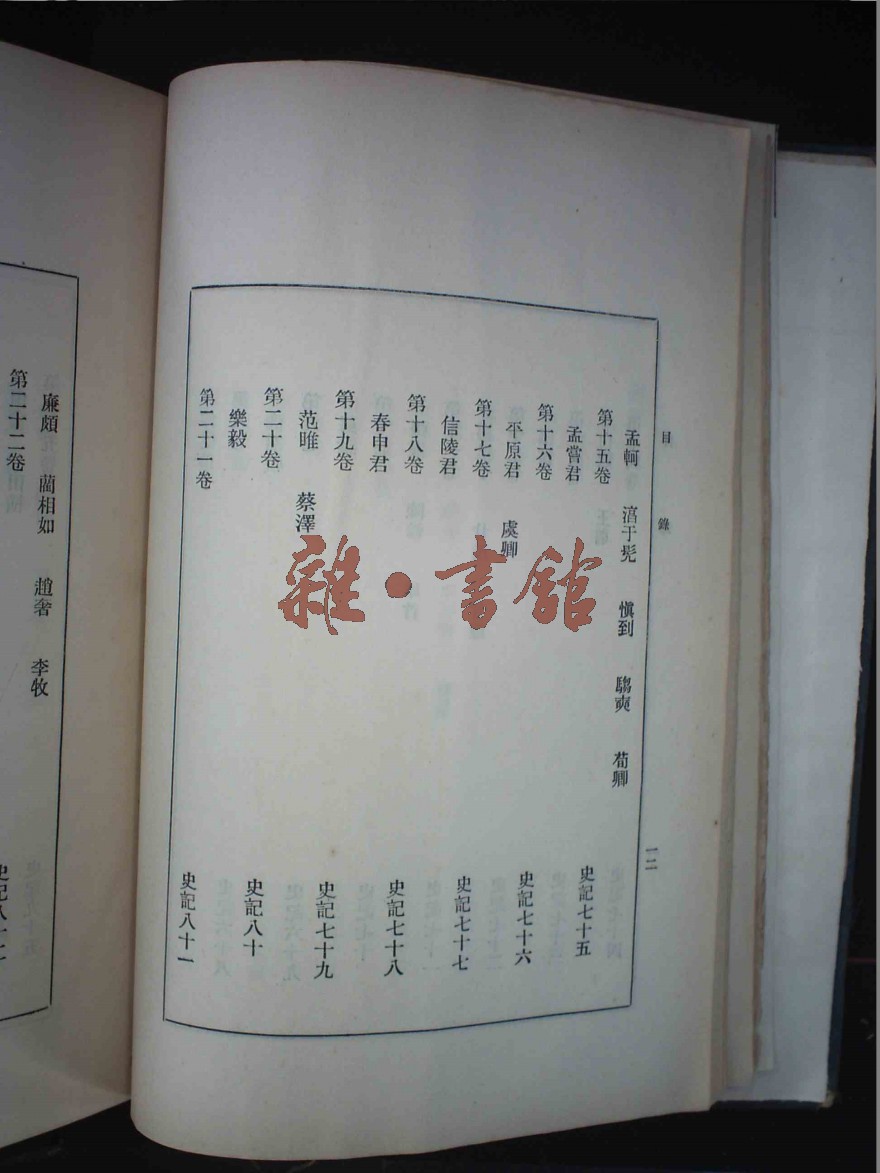 目錄 一二
孟軻 淳于髡 慎到 騶奭 荀卿
第十五卷 史記七十五
孟嘗君
第十六卷 史記七十六
平原君 虞卿
第十七卷 史記七十七
信陵君
第十八卷 史記七十八
春申君
第十九卷 史記七十九
范睢 蔡澤
第二十卷 史記八十
樂毅
第二十一卷 史記八十一
廉頗 藺相如 趙奢 李牧
第二十二卷
雜·書館